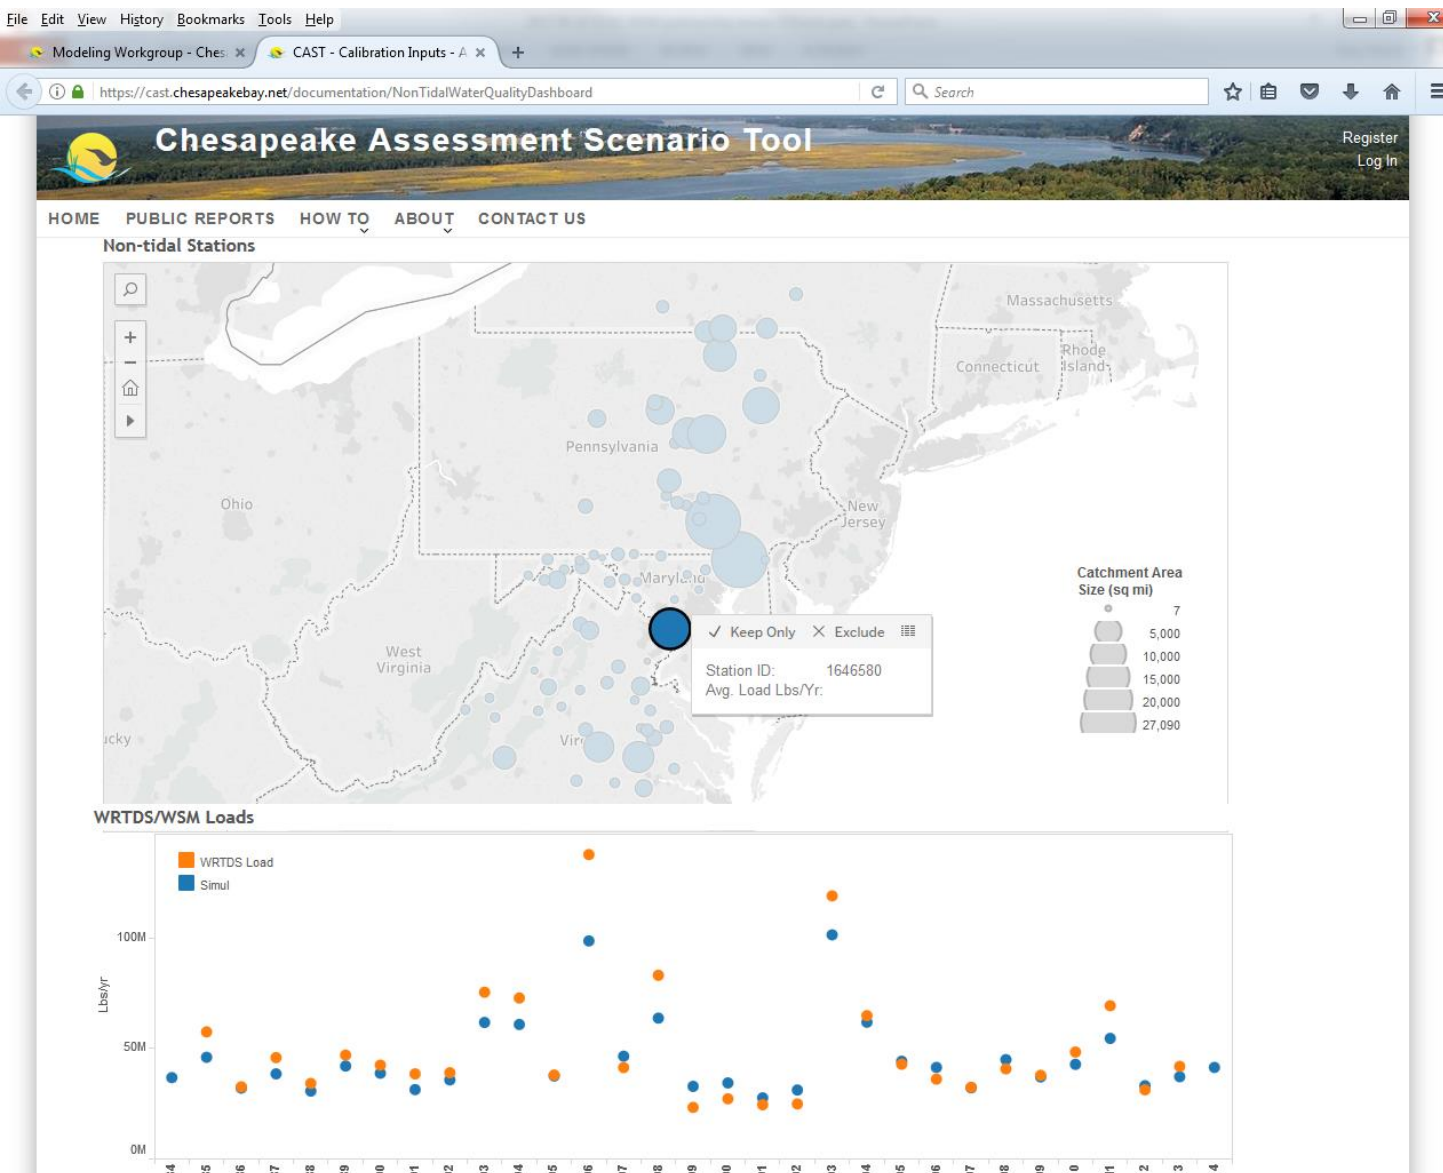 File Edit View History Bookmarks Tools Help
Modeling Workgroup - Ches
CAST - Calibration Inputs - A
https://cast.chesapeakebay.net/documentation/NonTidalWaterQualityDashboard
Search
Chesapeake Assessment Scenario Tool
Register
Log In
HOME PUBLIC REPORTS HOW TO ABOUT CONTACT US
Non-tidal Stations
Massachusetts
Rhode
Connecticut Island
Pennsylvania
Ohio
New
Jersey
Maryland
Catchment Area
Size (sq mi)
7
5,000
10,000
15,000
20,000
27,090
Keep Only Exclude
Station ID: 1646580
Avg. Load Lbs/Yr:
West
Virginia
ucky
Vir
WRTDS/WSM Loads
WRTDS Load
Simul
100M
50M
0M
Lbs/yr